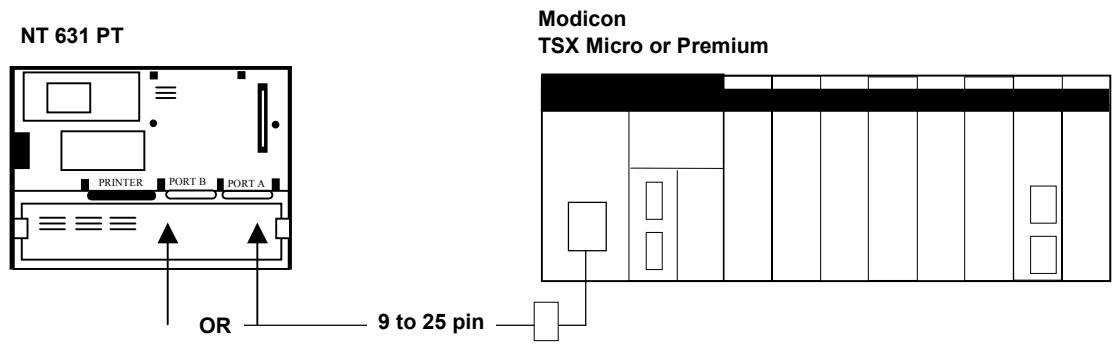 NT 631 PT
Modicon
TSX Micro or Premium
PRINTER
PORT B
PORT A
OR
9 to 25 pin